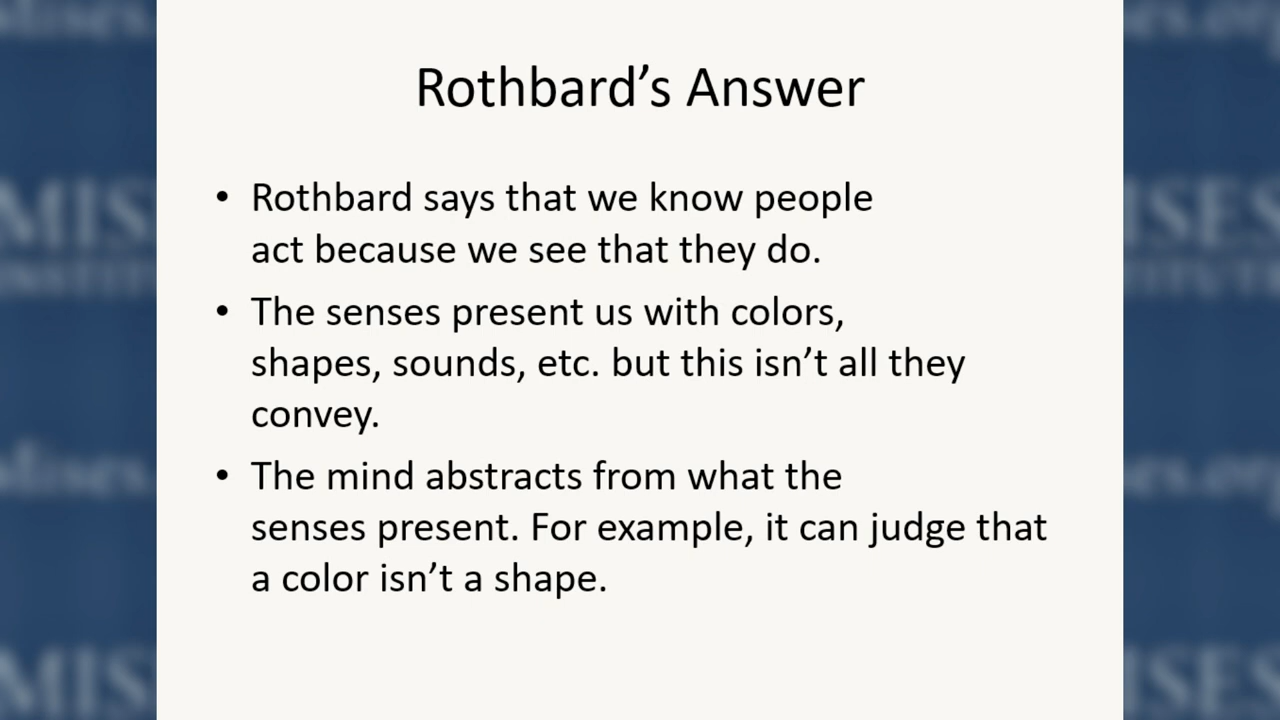 Rothbard’s Answer
• Rothbard says that we know people
act because we see that they do.
• The senses present us with colors,
shapes, sounds, etc. but this isn’t all they
convey.
• The mind abstracts from what the
senses present. For example, it can judge that
a color isn’t a shape.